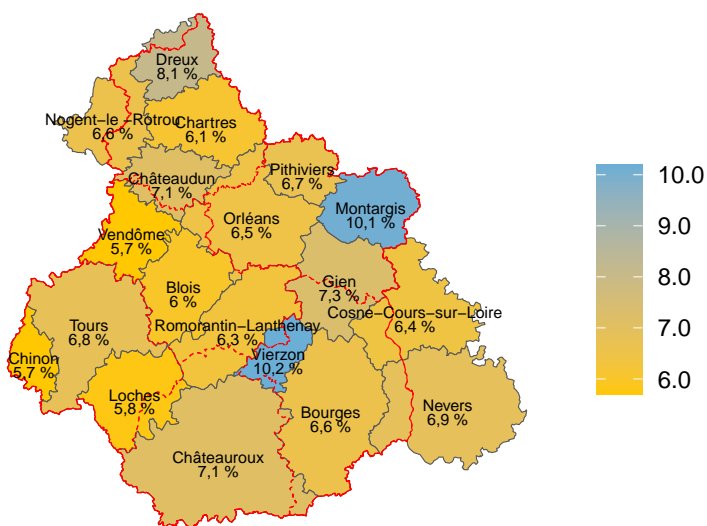 Dreux
8,1 %
Nogent-le -Rotrou
6,6 %
Chartres
6,1 %
Châteaudun
7,1 %
Pithiviers
6,7 %
Montargis
10,1 %
Orléans
6,5 %
Vendôme
5,7 %
Blois
6 %
Gien
7,3 %
Cosne-Cours-sur-Loire
6,4 %
Tours
6,8 %
Romorantin-Lanthenay
6,3 %
Vierzon
10,2 %
Chinon
5,7 %
Loches
5,8 %
Bourges
6,6 %
Nevers
6,9 %
Châteauroux
7,1 %
10.0
9.0
8.0
7.0
6.0